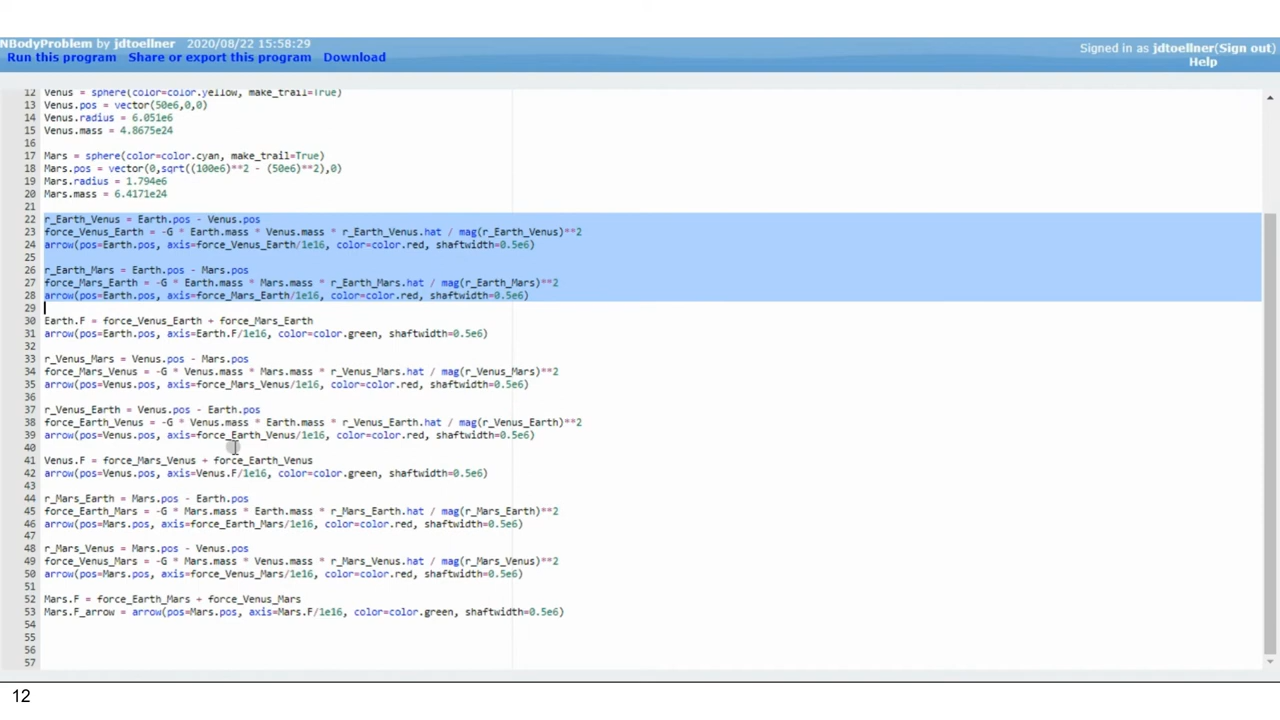 NBodyProblem by jdtoellner 2020/08/22 15:58:29
Run this program Share or export this program Download
Signed in as jdtoellner(Sign out)
Help
12 Venus = sphere(color=color.yellow, make_trail=True)
13 Venus.pos = vector(50e6,0,0)
14 Venus.radius = 6.051e6
15 Venus.mass = 4.8675e24
16
17 Mars = sphere(color=color.cyan, make_trail=True)
18 Mars.pos = vector(0,sqrt((100e6)**2 - (50e6)**2),0)
19 Mars.radius = 1.794e6
20 Mars.mass = 6.4171e24
21
22 r_Earth_Venus = Earth.pos - Venus.pos
23 force_Venus_Earth = -G * Earth.mass * Venus.mass * r_Earth_Venus.hat / mag(r_Earth_Venus)**2
24 arrow(pos=Earth.pos, axis=force_Venus_Earth/1e16, color=color.red, shaftwidth=0.5e6)
25
26 r_Earth_Mars = Earth.pos - Mars.pos
27 force_Mars_Earth = -G * Earth.mass * Mars.mass * r_Earth_Mars.hat / mag(r_Earth_Mars)**2
28 arrow(pos=Earth.pos, axis=force_Mars_Earth/1e16, color=color.red, shaftwidth=0.5e6)
29
30 Earth.F = force_Venus_Earth + force_Mars_Earth
31 arrow(pos=Earth.pos, axis=Earth.F/1e16, color=color.green, shaftwidth=0.5e6)
32
33 r_Venus_Mars = Venus.pos - Mars.pos
34 force_Mars_Venus = -G * Venus.mass * Mars.mass * r_Venus_Mars.hat / mag(r_Venus_Mars)**2
35 arrow(pos=Venus.pos, axis=force_Mars_Venus/1e16, color=color.red, shaftwidth=0.5e6)
36
37 r_Venus_Earth = Venus.pos - Earth.pos
38 force_Earth_Venus = -G * Venus.mass * Earth.mass * r_Venus_Earth.hat / mag(r_Venus_Earth)**2
39 arrow(pos=Venus.pos, axis=force_Earth_Venus/1e16, color=color.red, shaftwidth=0.5e6)
40
41 Venus.F = force_Mars_Venus + force_Earth_Venus
42 arrow(pos=Venus.pos, axis=Venus.F/1e16, color=color.green, shaftwidth=0.5e6)
43
44 r_Mars_Earth = Mars.pos - Earth.pos
45 force_Earth_Mars = -G * Mars.mass * Earth.mass * r_Mars_Earth.hat / mag(r_Mars_Earth)**2
46 arrow(pos=Mars.pos, axis=force_Earth_Mars/1e16, color=color.red, shaftwidth=0.5e6)
47
48 r_Mars_Venus = Mars.pos - Venus.pos
49 force_Venus_Mars = -G * Mars.mass * Venus.mass * r_Mars_Venus.hat / mag(r_Mars_Venus)**2
50 arrow(pos=Mars.pos, axis=force_Venus_Mars/1e16, color=color.red, shaftwidth=0.5e6)
51
52 Mars.F = force_Earth_Mars + force_Venus_Mars
53 Mars.F_arrow = arrow(pos=Mars.pos, axis=Mars.F/1e16, color=color.green, shaftwidth=0.5e6)
54
55
56
57
12